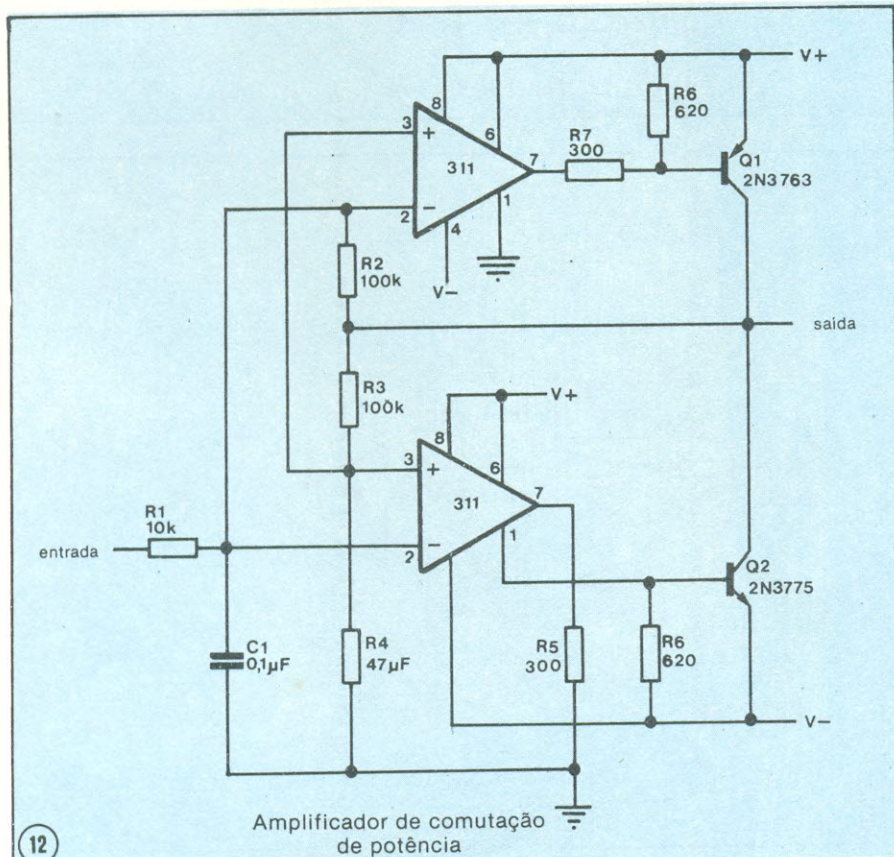 V+
R6
620
8
3
+
6
R7
300
7
Q1
2N3763
311
2
−
1
4
V−
R2
100k
saída
R3
100k
V+
8
3
+
6
7
311
1
R1
10k
entrada
2
−
Q2
2N3775
C1
0,1µF
R4
47µF
R5
300
R6
620
V−
12
Amplificador de comutação
de potência